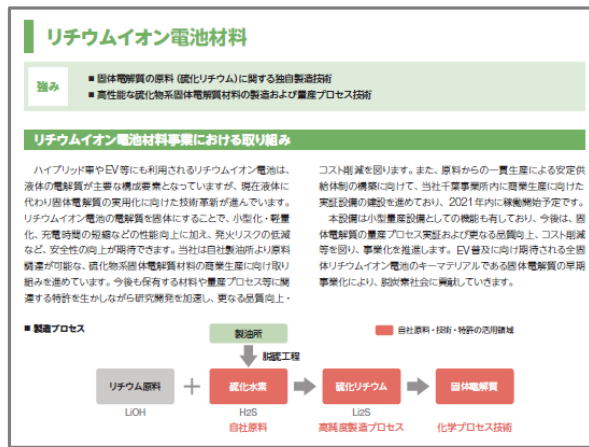 リチウムイオン電池材料
強み
■ 固体電解質の原料（硫化リチウム）に関する独自製造技術
■ 高性能な硫化物系固体電解質材料の製造および量産プロセス技術
リチウムイオン電池材料事業における取り組み
ハイブリッド車やEV等にも利用されるリチウムイオン電池は、
液体の電解質が主要な構成要素となっていますが、現在液体に
代わり固体電解質の実用化に向けた技術革新が進んでいます。
リチウムイオン電池の電解質を固体にすることで、小型化・軽量
化、充電時間の短縮などの性能向上に加え、発火リスクの低減
など、安全性の向上が期待できます。当社は自社製油所より原料
調達が可能な、硫化物系固体電解質材料の商業生産に向け取り
組みを進めています。今後も保有する材料や量産プロセス等に関
連する特許を生かしながら研究開発を加速し、更なる品質向上・
コスト削減を図ります。また、原料からの一貫生産による安定供
給体制の構築に向けて、当社千葉事業所内に商業生産に向けた
実証設備の建設を進めており、2021年内に稼働開始予定です。
本設備は小型量産設備としての機能も有しており、今後は、固
体電解質の量産プロセス実証および更なる品質向上、コスト削減
等を図り、事業化を推進します。EV普及に向け期待される全固
体リチウムイオン電池のキーマテリアルである固体電解質の早期
事業化により、脱炭素社会に貢献していきます。
■ 製造プロセス
製油所
自社原料・技術・特許の活用領域
脱硫工程
リチウム原料
＋
硫化水素
硫化リチウム
固体電解質
LiOH
H2S
Li2S
自社原料
高純度製造プロセス
化学プロセス技術